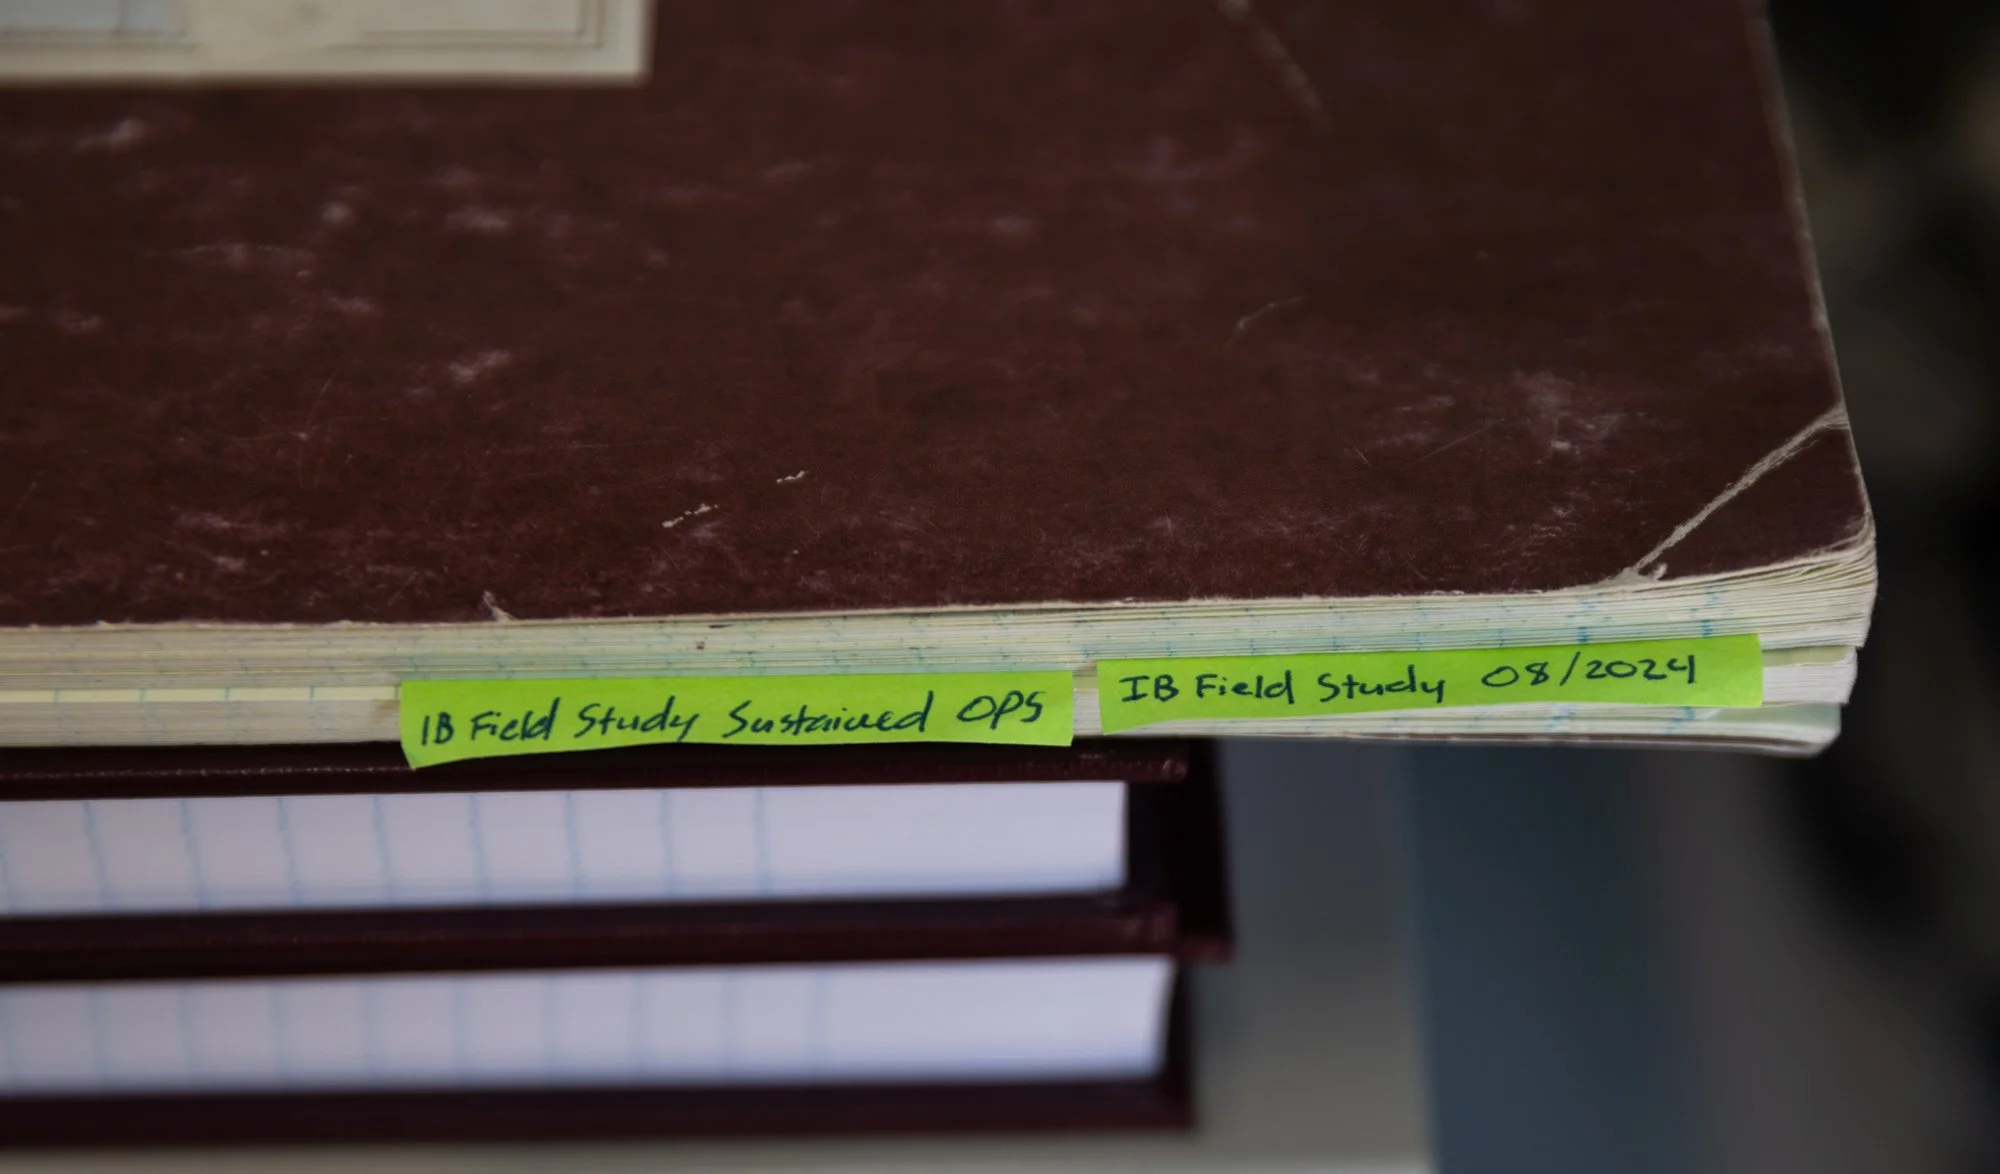 IB Field Study Sustained OPS
IB Field Study 08/2024